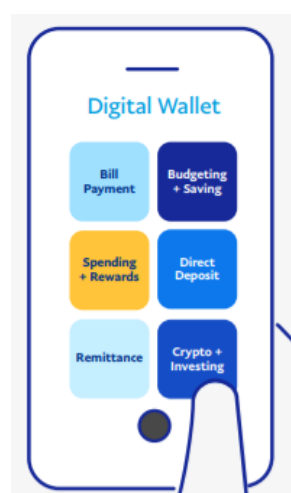 Digital Wallet
Bill
Payment
Budgeting
+ Saving
Spending
+ Rewards
Direct
Deposit
Remittance
Crypto +
Investing